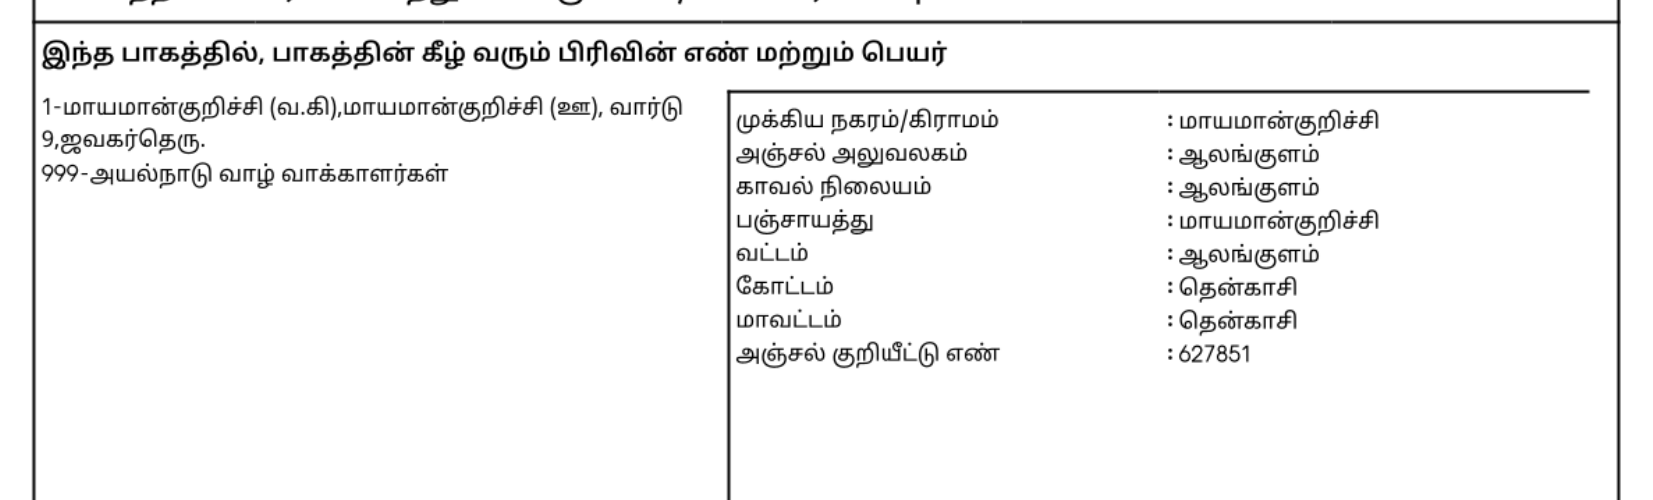 இந்த பாகத்தில், பாகத்தின் கீழ் வரும் பிரிவின் எண் மற்றும் பெயர்
1-மாயமான்குறிச்சி (வ.கி),மாயமான்குறிச்சி (ஊ), வார்டு
9,ஜவகர்தெரு.
999-அயல்நாடு வாழ் வாக்காளர்கள்
முக்கிய நகரம்/கிராமம் : மாயமான்குறிச்சி
அஞ்சல் அலுவலகம் : ஆலங்குளம்
காவல் நிலையம் : ஆலங்குளம்
பஞ்சாயத்து : மாயமான்குறிச்சி
வட்டம் : ஆலங்குளம்
கோட்டம் : தென்காசி
மாவட்டம் : தென்காசி
அஞ்சல் குறியீட்டு எண் : 627851